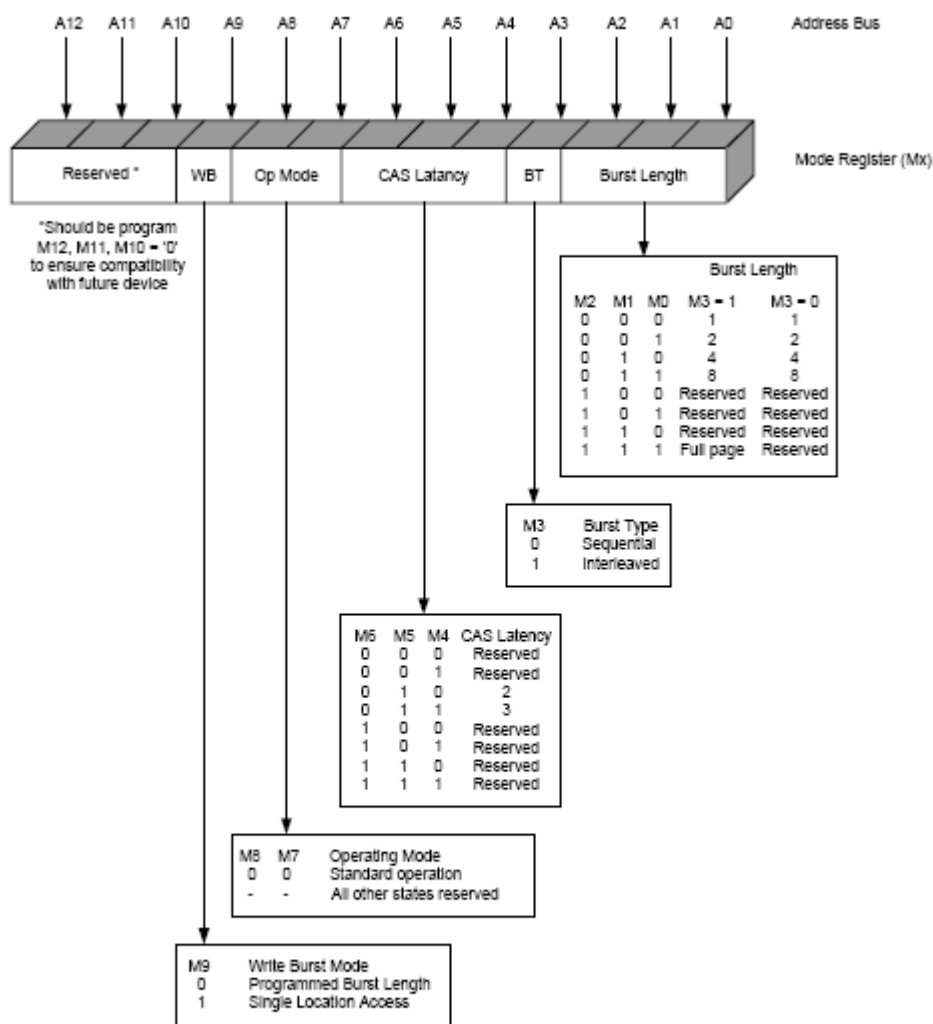 A12 A11 A10 A9 A8 A7 A6 A5 A4 A3 A2 A1 A0 Address Bus
Mode Register (Mx)
Reserved * WB Op Mode CAS Latancy BT Burst Length
*Should be program
M12, M11, M10 = '0'
to ensure compatibility
with future device
Burst Length
M2 M1 M0 M3 = 1 M3 = 0
0 0 0 1 1
0 0 1 2 2
0 1 0 4 4
0 1 1 8 8
1 0 0 Reserved Reserved
1 0 1 Reserved Reserved
1 1 0 Reserved Reserved
1 1 1 Full page Reserved
M3 Burst Type
0 Sequential
1 Interleaved
M6 M5 M4 CAS Latency
0 0 0 Reserved
0 0 1 Reserved
0 1 0 2
0 1 1 3
1 0 0 Reserved
1 0 1 Reserved
1 1 0 Reserved
1 1 1 Reserved
M8 M7 Operating Mode
0 0 Standard operation
- - All other states reserved
M9 Write Burst Mode
0 Programmed Burst Length
1 Single Location Access